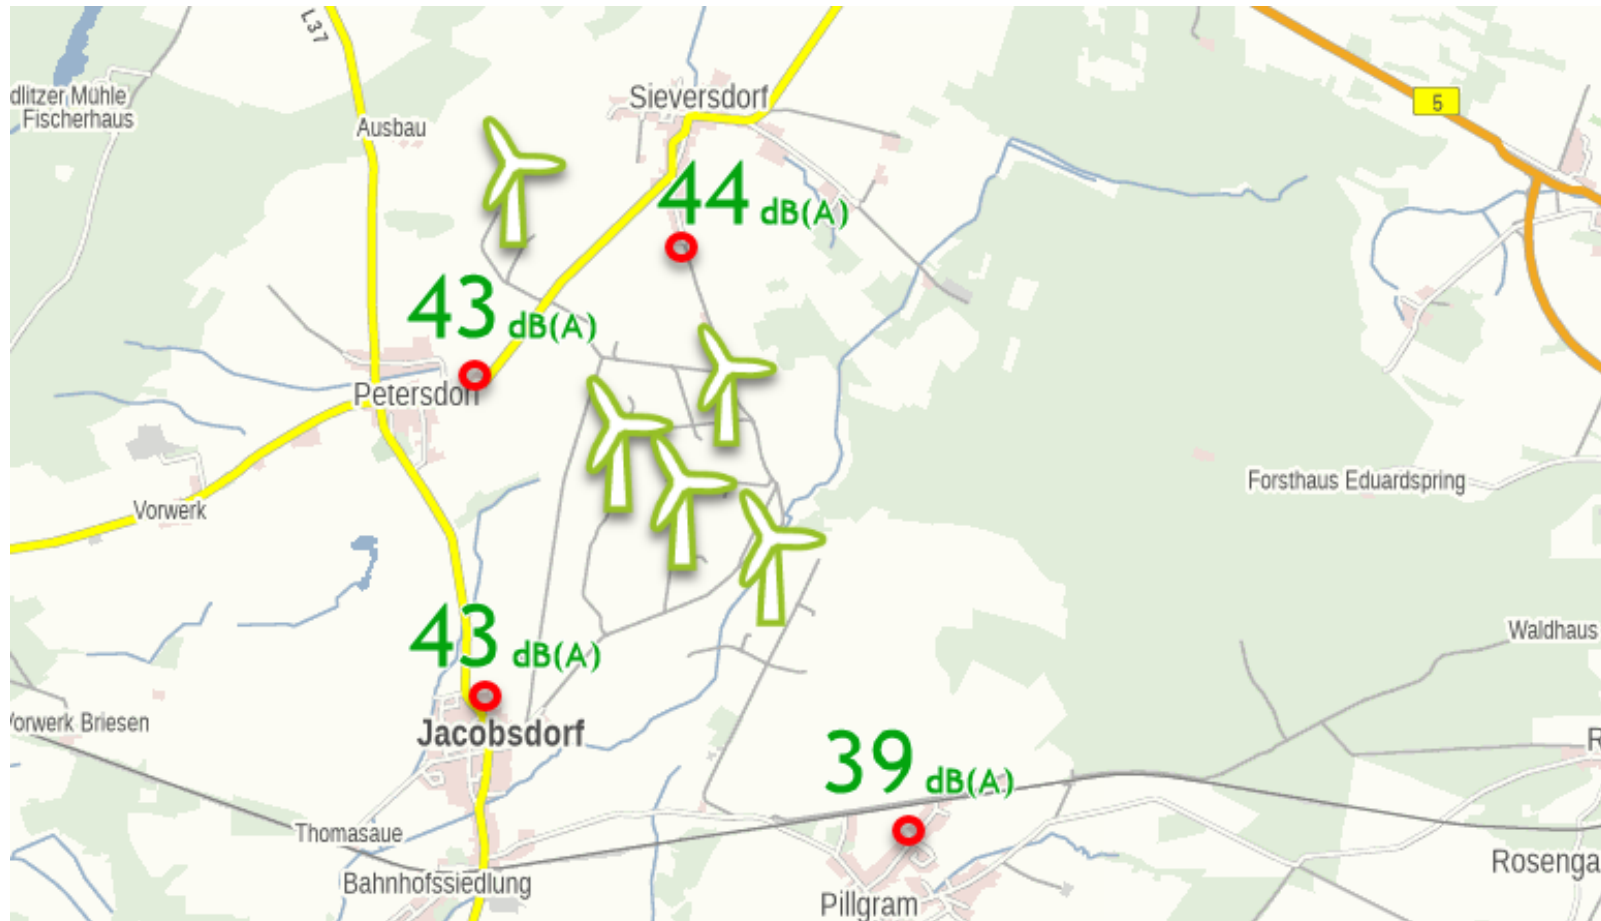 L37
dlitzer Mühle
Fischerhaus
Ausbau
Sieversdorf
5
44 dB(A)
43 dB(A)
Petersdorf
Forsthaus Eduardspring
Vorwerk
Waldhaus
43 dB(A)
Vorwerk Briesen
Jacobsdorf
R
39 dB(A)
Thomasaue
Rosenga
Bahnhofssiedlung
Pillgram